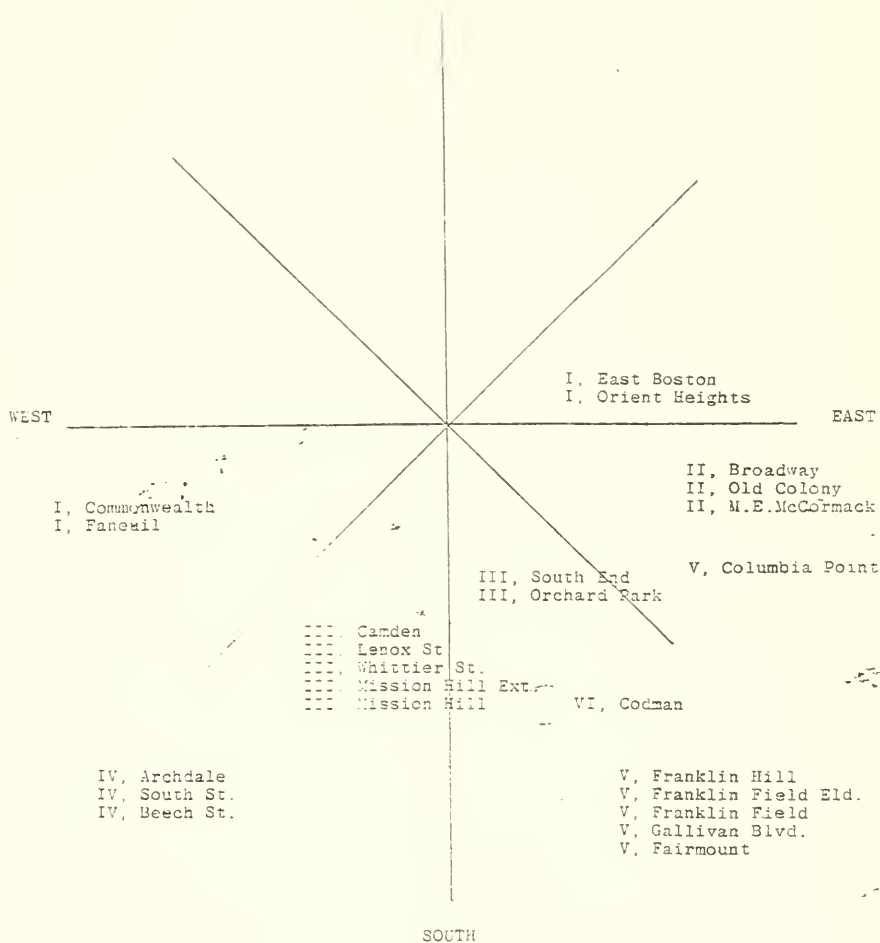 I, East Boston
I, Orient Heights
WEST
EAST
II, Broadway
II, Old Colony
II, M.E.McCormack
I, Commonwealth
I, Faneuil
V, Columbia Point
III, South End
III, Orchard Park
III. Camden
III. Lenox St
III, Whittier St.
III. Mission Hill Ext.
III Mission Hill
VI, Codman
IV, Archdale
IV, South St.
IV, Beech St.
V, Franklin Hill
V, Franklin Field Eld.
V, Franklin Field
V, Gallivan Blvd.
V, Fairmount
SOUTH